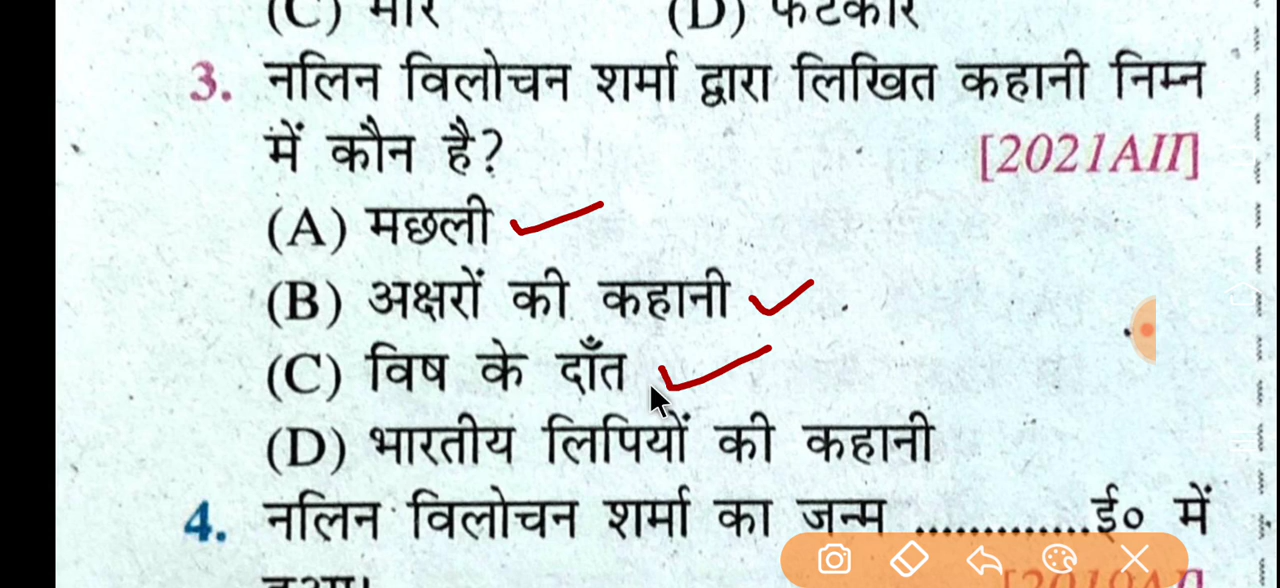 (C) मार (D) फटकार
3. नलिन विलोचन शर्मा द्वारा लिखित कहानी निम्न
में कौन है? [2021AII]
(A) मछली
(B) अक्षरों की कहानी
(C) विष के दाँत
(D) भारतीय लिपियों की कहानी
4. नलिन विलोचन शर्मा का जन्म .............ई० में